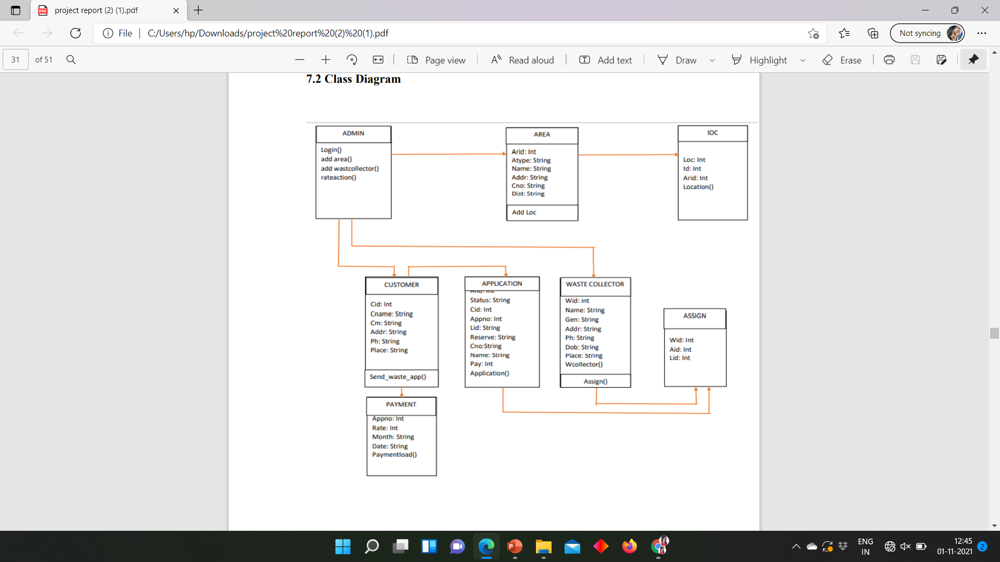 project report (2) (1).pdf
File
C:/Users/hp/Downloads/project%20report%20(2)%20(1).pdf
Not syncing
31 of 51
Page view
Read aloud
Add text
Draw
Highlight
Erase
7.2 Class Diagram
ADMIN
Login()
add area()
add wastcollector()
rateaction()
AREA
Arid: Int
Atype: String
Name: String
Addr: String
Cno: String
Dist: String
Add Loc
IOC
Loc: Int
Id: Int
Arid: Int
Location()
CUSTOMER
Cid: Int
Cname: String
Cm: String
Addr: String
Ph: String
Place: String
Send_waste_app()
APPLICATION
Status: String
Cid: Int
Appno: Int
Lid: String
Reserve: String
Cno:String
Name: String
Pay: Int
Application()
WASTE COLLECTOR
Wid: int
Name: String
Gen: String
Addr: String
Ph: String
Dob: String
Place: String
Wcollector()
Assign()
ASSIGN
Wid: Int
Aid: Int
Lid: Int
PAYMENT
Appno: Int
Rate: Int
Month: String
Date: String
Paymentload()
ENG
IN
12:45
01-11-2021
2